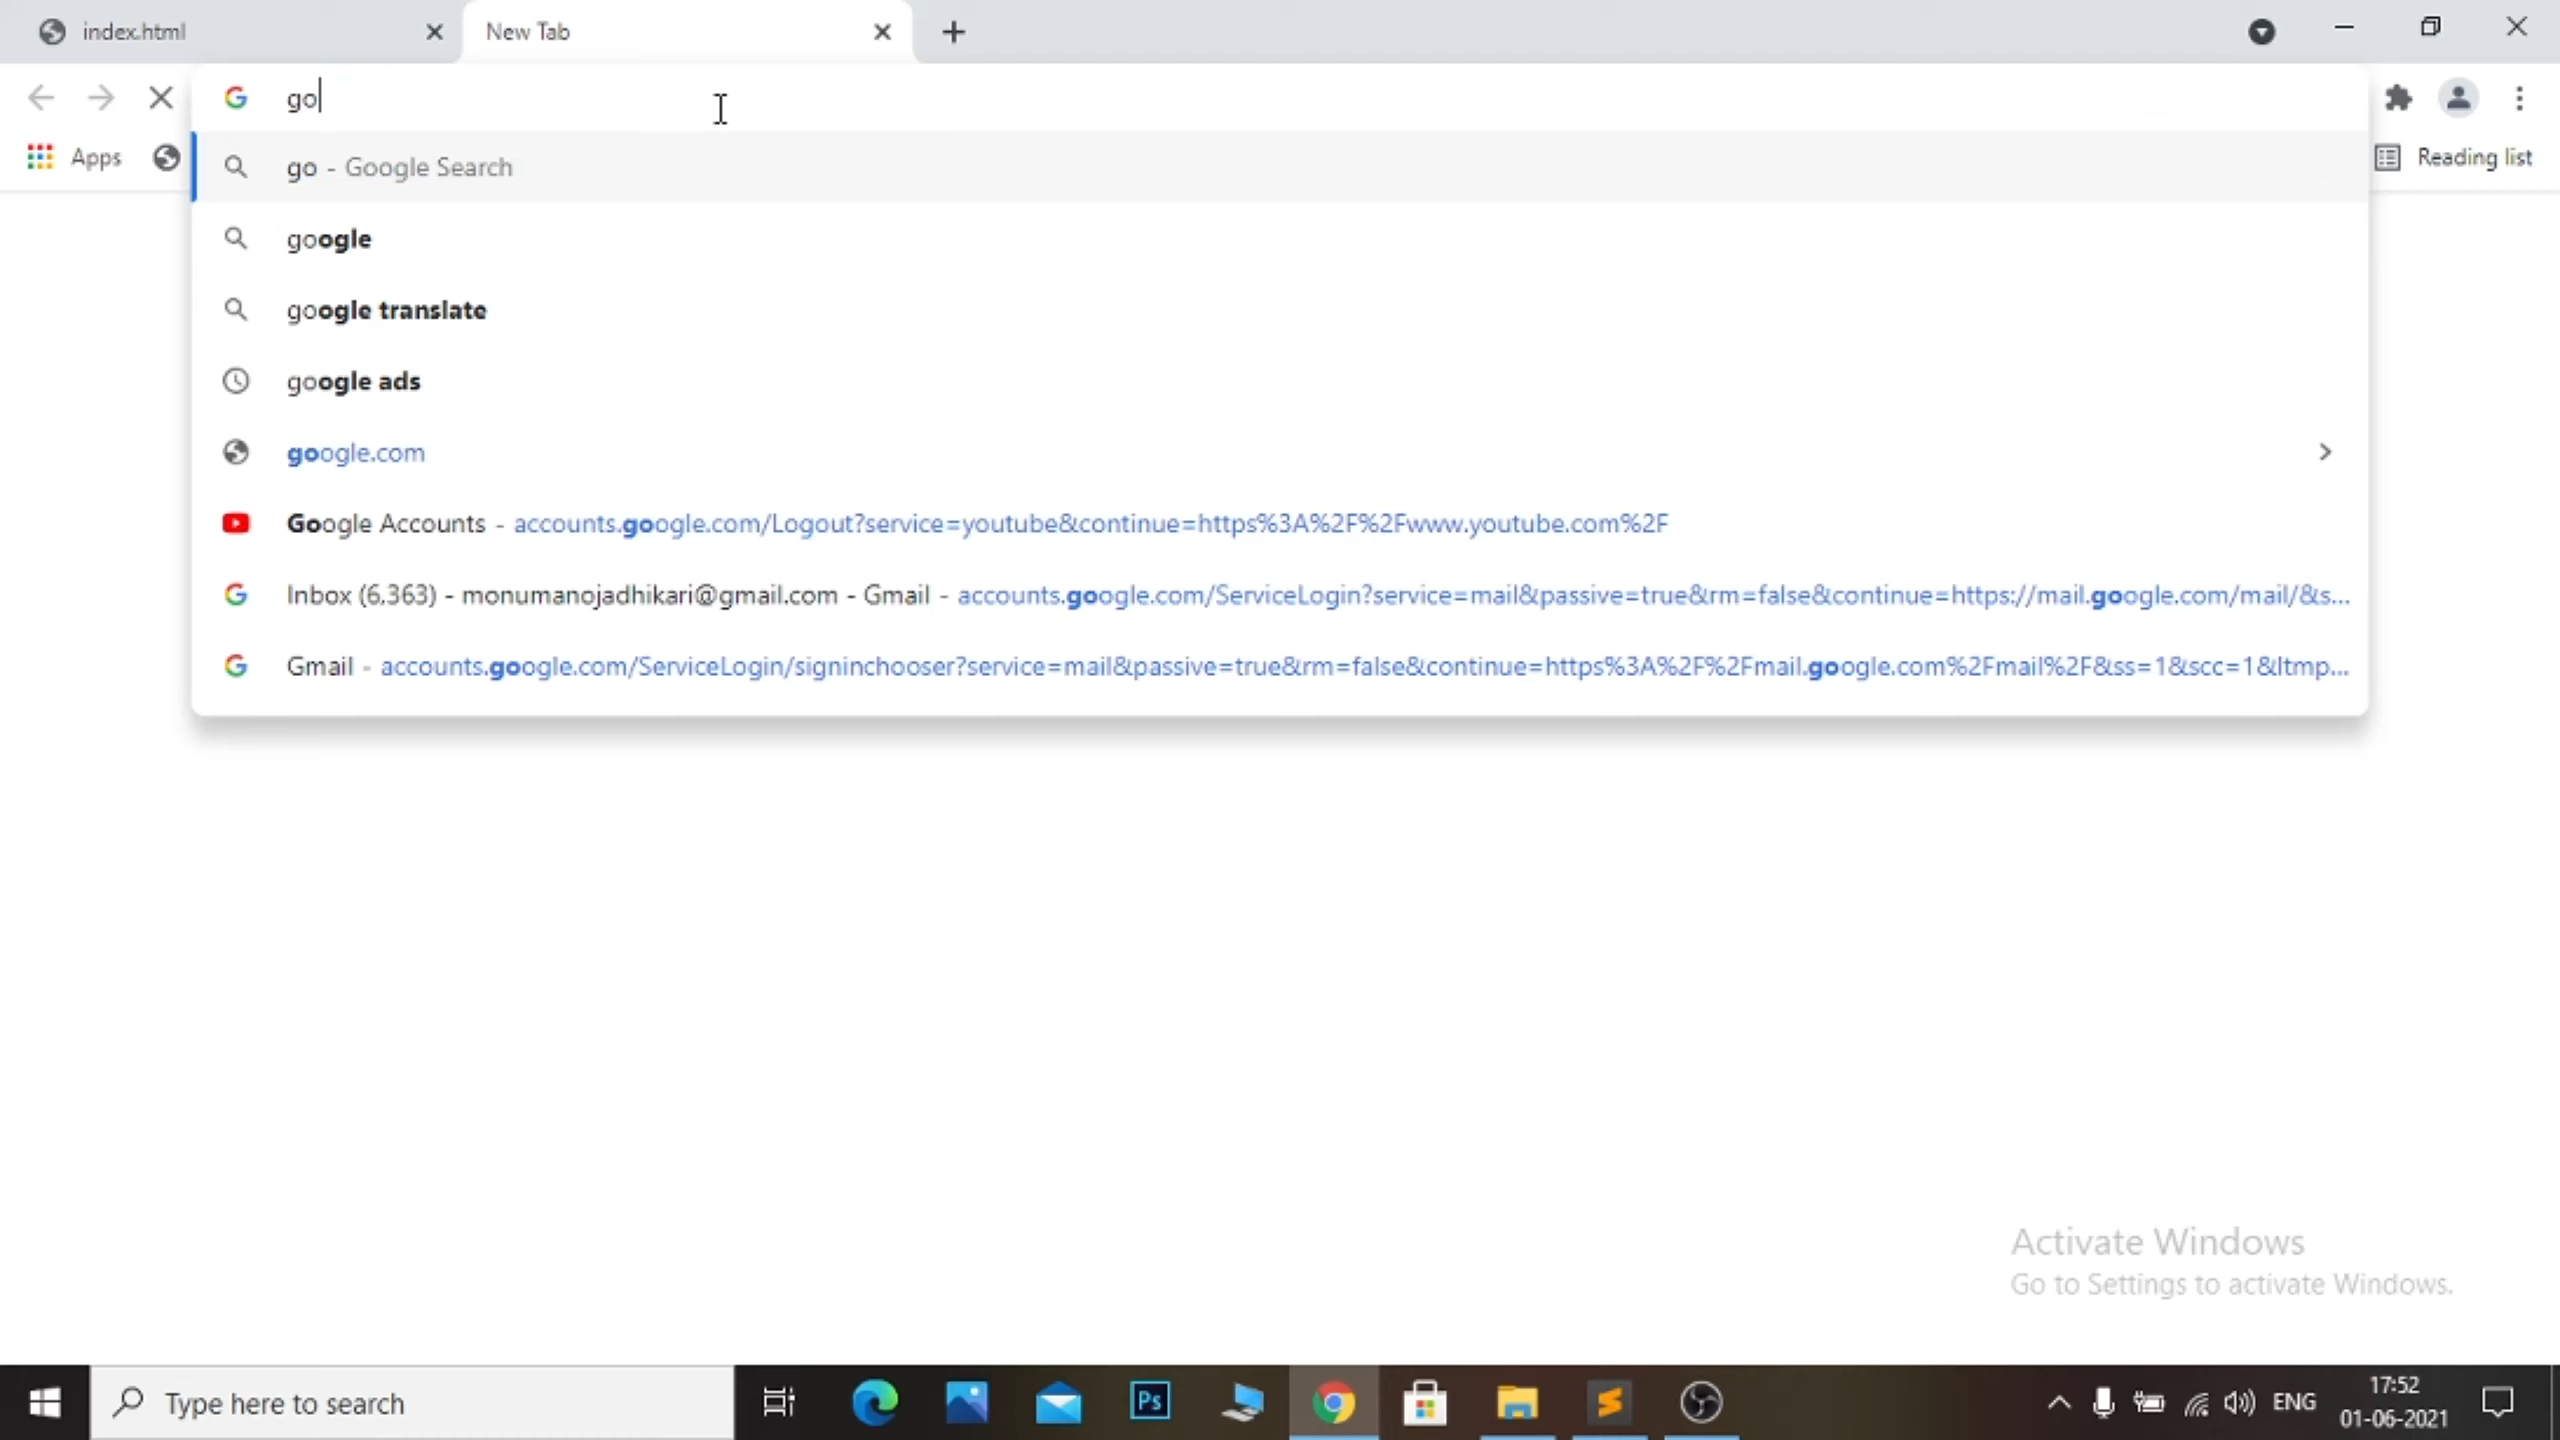 index.html
New Tab
go
Apps
Reading list
go - Google Search
google
google translate
google ads
google.com
Google Accounts - accounts.google.com/Logout?service=youtube&continue=https%3A%2F%2Fwww.youtube.com%2F
Inbox (6,363) - monumanojadhikari@gmail.com - Gmail - accounts.google.com/ServiceLogin?service=mail&passive=true&rm=false&continue=https://mail.google.com/mail/&s...
Gmail - accounts.google.com/ServiceLogin/signinchooser?service=mail&passive=true&rm=false&continue=https%3A%2F%2Fmail.google.com%2Fmail%2F&ss=1&scc=1&ltmp...
Activate Windows
Go to Settings to activate Windows.
Type here to search
Ps
ENG
17:52
01-06-2021